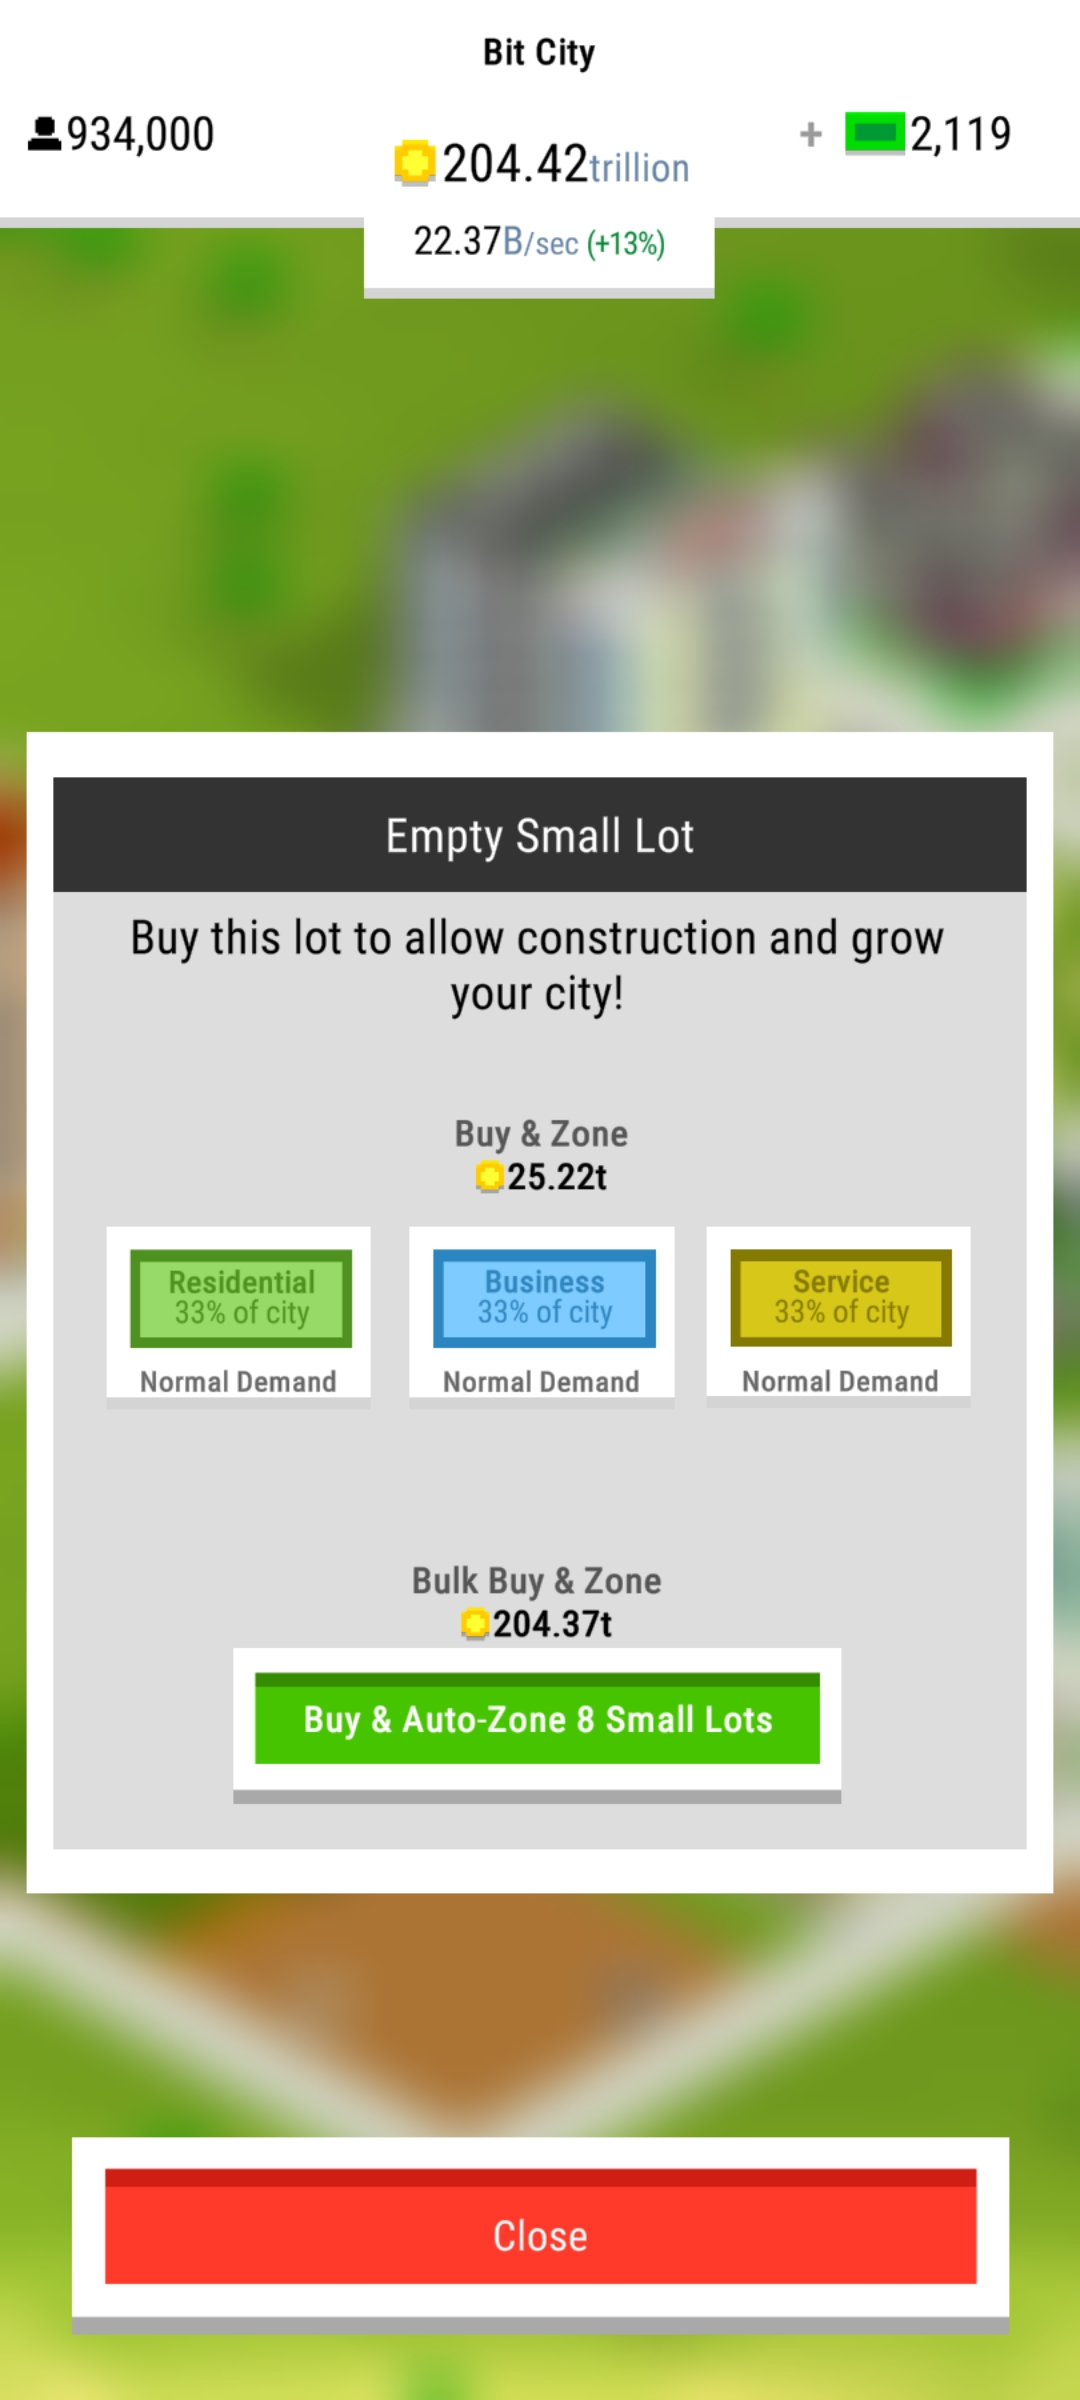 Bit City
934,000
204.42trillion
+ 2,119
22.37B/sec (+13%)
Empty Small Lot
Buy this lot to allow construction and grow
your city!
Buy & Zone
25.22t
Residential
33% of city
Normal Demand
Business
33% of city
Normal Demand
Service
33% of city
Normal Demand
Bulk Buy & Zone
204.37t
Buy & Auto-Zone 8 Small Lots
Close